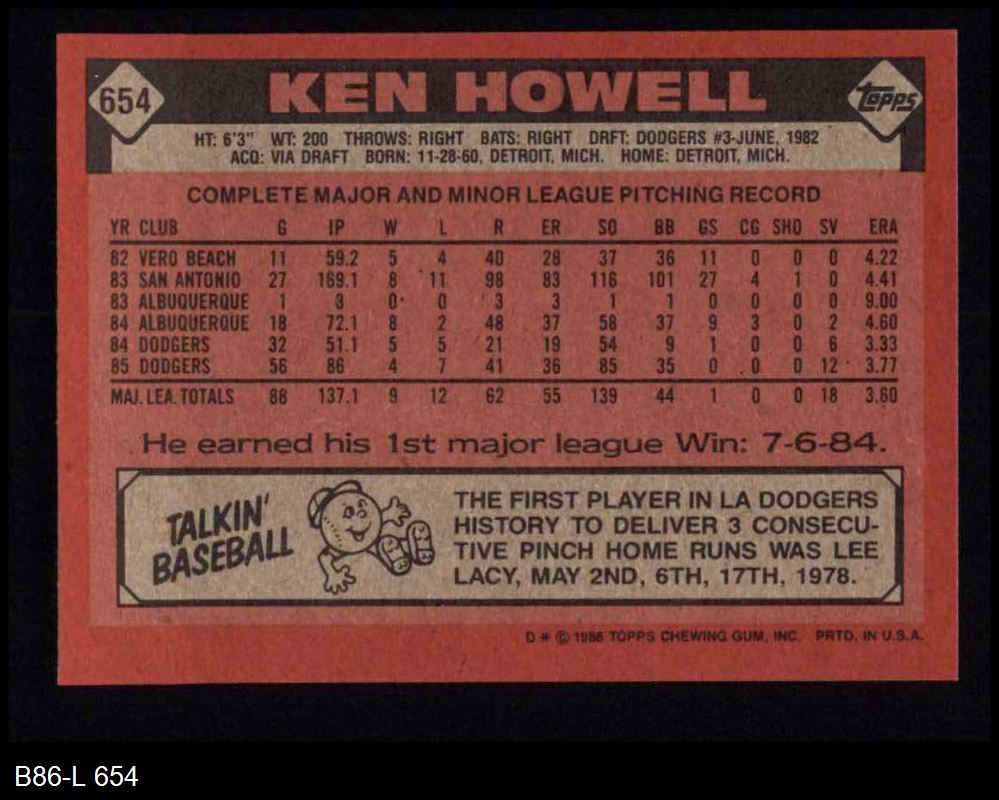 654
KEN HOWELL
Topps
HT: 6'3" WT: 200 THROWS: RIGHT BATS: RIGHT DRFT: DODGERS #3-JUNE, 1982
ACQ: VIA DRAFT BORN: 11-28-60, DETROIT, MICH. HOME: DETROIT, MICH.
COMPLETE MAJOR AND MINOR LEAGUE PITCHING RECORD
YR CLUB G IP W L R ER SO BB GS CG SHO SV ERA
82 VERO BEACH 11 59.2 5 4 40 28 37 36 11 0 0 0 4.22
83 SAN ANTONIO 27 169.1 8 11 98 83 116 101 27 4 1 0 4.41
83 ALBUQUERQUE 1 3 0 0 3 3 1 1 0 0 0 0 9.00
84 ALBUQUERQUE 18 72.1 8 2 48 37 58 37 9 3 0 2 4.60
84 DODGERS 32 51.1 5 5 21 19 54 9 1 0 0 6 3.33
85 DODGERS 56 86 4 7 41 36 85 35 0 0 0 12 3.77
MAJ. LEA. TOTALS 88 137.1 9 12 62 55 139 44 1 0 0 18 3.60
He earned his 1st major league Win: 7-6-84.
TALKIN'
BASEBALL
THE FIRST PLAYER IN LA DODGERS
HISTORY TO DELIVER 3 CONSECU-
TIVE PINCH HOME RUNS WAS LEE
LACY, MAY 2ND, 6TH, 17TH, 1978.
D * © 1986 TOPPS CHEWING GUM, INC. PRTD. IN U.S.A.
B86-L 654